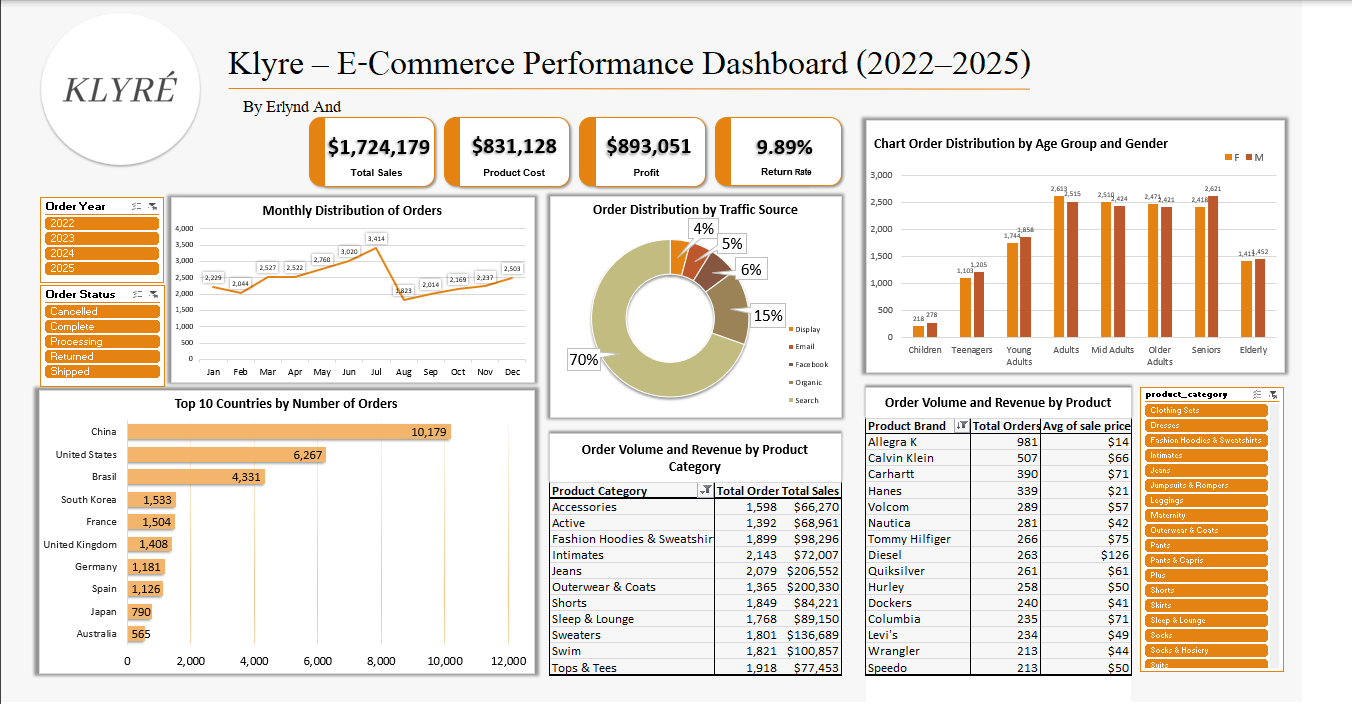 KLYRÉ
Klyre – E-Commerce Performance Dashboard (2022–2025)
By Erlynd And
$1,724,179
Total Sales
$831,128
Product Cost
$893,051
Profit
9.89%
Return Rate
Order Year
2022
2023
2024
2025
Order Status
Cancelled
Complete
Processing
Returned
Shipped
Monthly Distribution of Orders
4,000
3,500
3,000
2,500
2,000
1,500
1,000
500
0
2,229
2,044
2,527
2,522
2,760
3,020
3,414
1,823
2,014
2,169
2,237
2,503
Jan Feb Mar Apr May Jun Jul Aug Sep Oct Nov Dec
Order Distribution by Traffic Source
4%
5%
6%
15%
70%
Display
Email
Facebook
Organic
Search
Chart Order Distribution by Age Group and Gender
F M
3,000
2,500
2,000
1,500
1,000
500
0
218 278
1,103 1,205
1,744 1,858
2,613 2,515
2,510 2,424
2,471 2,421
2,418 2,621
1,452
Children Teenagers Young Adults Adults Mid Adults Older Adults Seniors Elderly
Top 10 Countries by Number of Orders
China 10,179
United States 6,267
Brasil 4,331
South Korea 1,533
France 1,504
United Kingdom 1,408
Germany 1,181
Spain 1,126
Japan 790
Australia 565
0 2,000 4,000 6,000 8,000 10,000 12,000
Order Volume and Revenue by Product
Category
Product Category Total Order Total Sales
Accessories 1,598 $66,270
Active 1,392 $68,961
Fashion Hoodies & Sweatshir 1,899 $98,296
Intimates 2,143 $72,007
Jeans 2,079 $206,552
Outerwear & Coats 1,365 $200,330
Shorts 1,849 $84,221
Sleep & Lounge 1,768 $89,150
Sweaters 1,801 $136,689
Swim 1,821 $100,857
Tops & Tees 1,918 $77,453
Order Volume and Revenue by Product
Product Brand Total Orders Avg of sale price
Allegra K 981 $14
Calvin Klein 507 $66
Carhartt 390 $71
Hanes 339 $21
Volcom 289 $57
Nautica 281 $42
Tommy Hilfiger 266 $75
Diesel 263 $126
Quiksilver 261 $61
Hurley 258 $50
Dockers 240 $41
Columbia 235 $71
Levi's 234 $49
Wrangler 213 $44
Speedo 213 $50
product_category
Clothing Sets
Dresses
Fashion Hoodies & Sweatshirts
Intimates
Jeans
Jumpsuits & Rompers
Leggings
Maternity
Outerwear & Coats
Pants
Pants & Capris
Plus
Shorts
Skirts
Sleep & Lounge
Socks
Socks & Hosiery
Suits